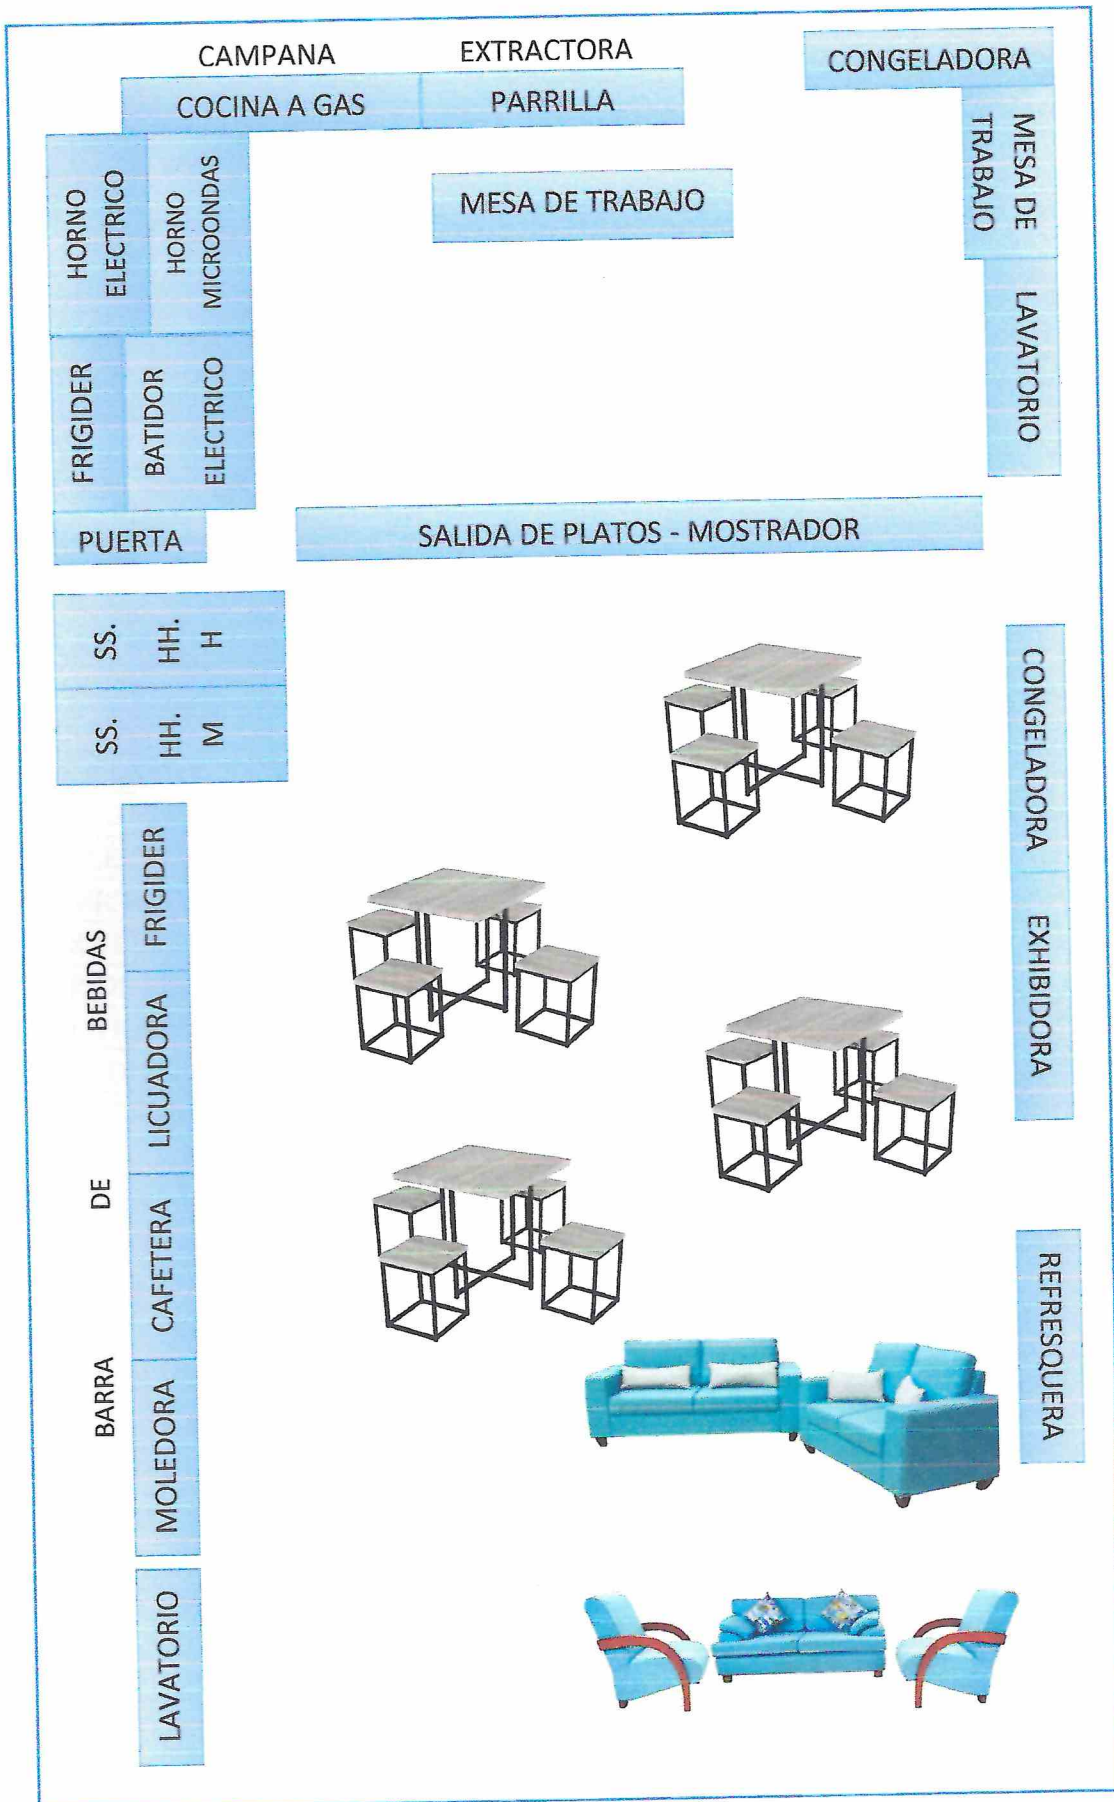 CAMPANA EXTRACTORA
CONGELADORA
COCINA A GAS
PARRILLA
MESA DE
TRABAJO
HORNO
ELECTRICO
HORNO
MICROONDAS
MESA DE TRABAJO
LAVATORIO
FRIGIDER
BATIDOR
ELECTRICO
PUERTA
SALIDA DE PLATOS - MOSTRADOR
SS.
HH.
H
SS.
HH.
M
CONGELADORA EXHIBIDORA
BARRA DE BEBIDAS
FRIGIDER
LICUADORA
CAFETERA
MOLEDORA
LAVATORIO
REFRESQUERA